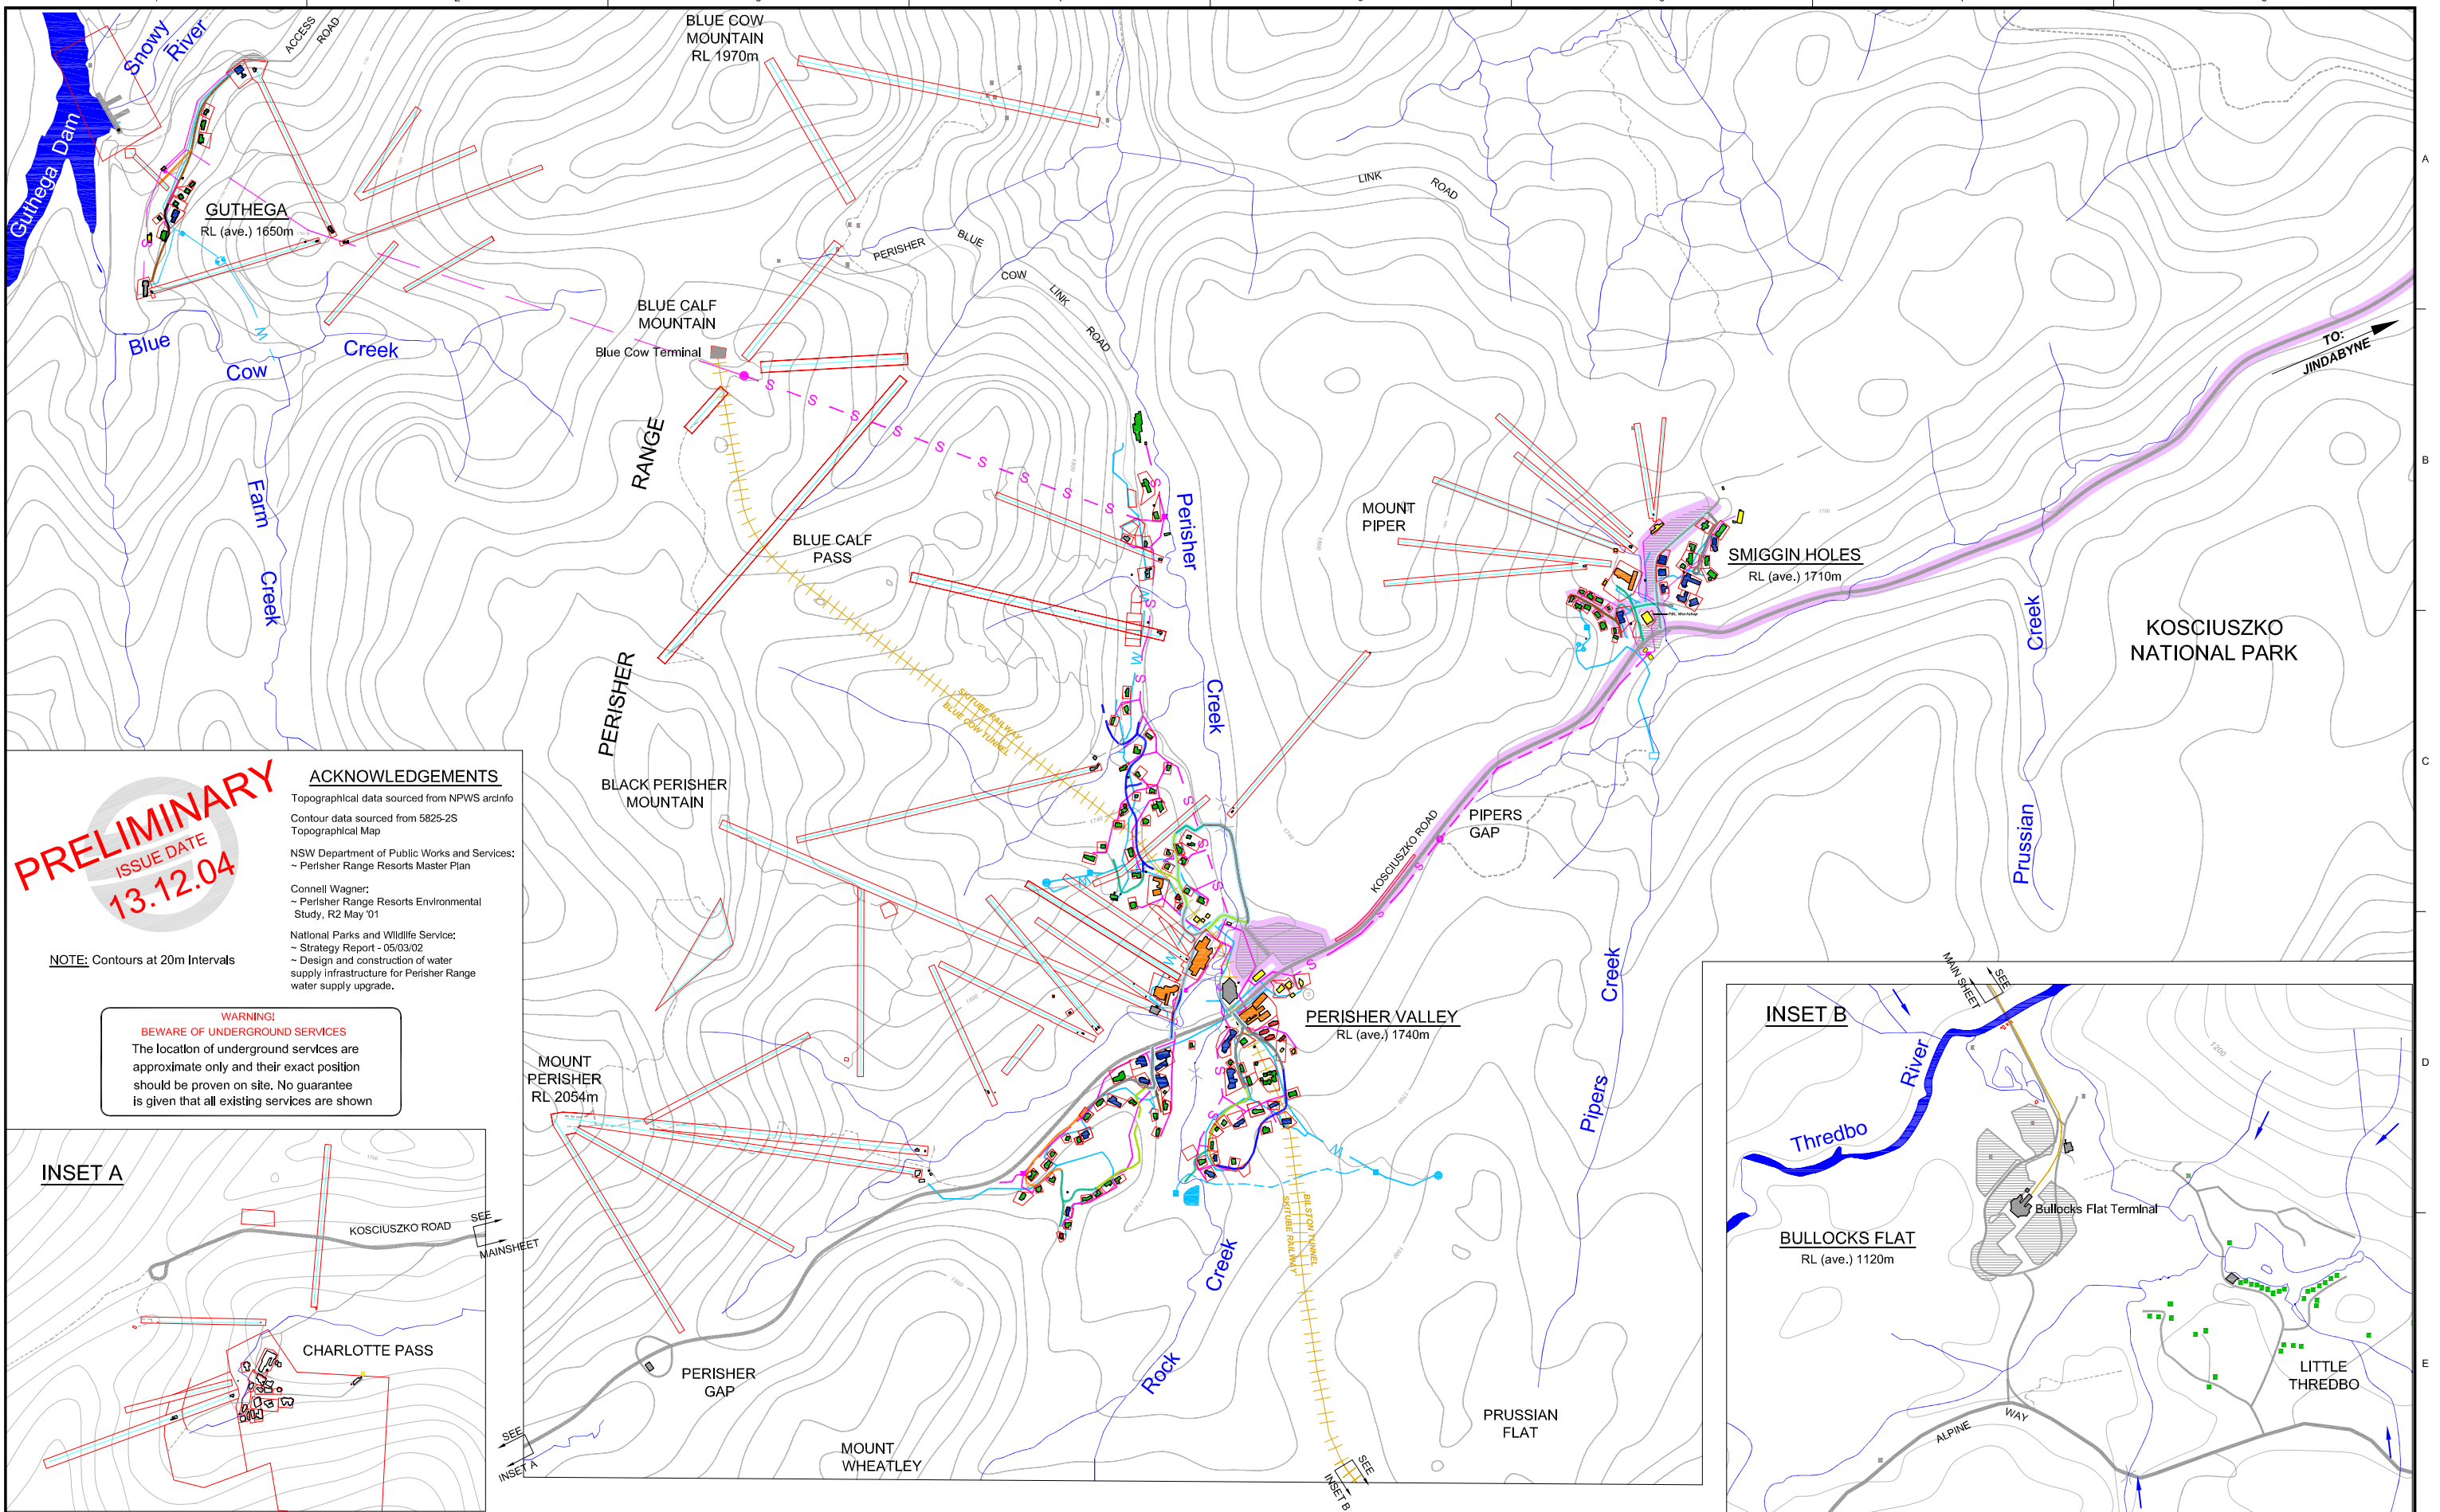 Snowy
River
ACCESS
ROAD
BLUE COW
MOUNTAIN
RL 1970m
Guthega Dam
GUTHEGA
RL (ave.) 1650m
LINK
ROAD
PERISHER
BLUE
COW
LINK
ROAD
BLUE CALF
MOUNTAIN
Blue Cow Terminal
Blue
Cow
Creek
TO:
JINDABYNE
RANGE
Farm
Creek
BLUE CALF
PASS
Perisher
Creek
MOUNT
PIPER
SMIGGIN HOLES
RL (ave.) 1710m
PBL Workshop
KOSCIUSZKO
NATIONAL PARK
Creek
Prussian
PERISHER
SKITUBE RAILWAY
BLUE COW TUNNEL
BLACK PERISHER
MOUNTAIN
PIPERS
GAP
KOSCIUSZKO ROAD
PERISHER VALLEY
RL (ave.) 1740m
Creek
Pipers
MOUNT
PERISHER
RL 2054m
BILSTON TUNNEL
SKITUBE RAILWAY
Creek
Rock
PERISHER
GAP
MOUNT
WHEATLEY
PRUSSIAN
FLAT
SEE
INSET A
SEE
INSET B
PRELIMINARY
ISSUE DATE
13.12.04
ACKNOWLEDGEMENTS
Topographical data sourced from NPWS arcinfo
Contour data sourced from 5825-2S
Topographical Map
NSW Department of Public Works and Services:
~ Perisher Range Resorts Master Plan
Connell Wagner:
~ Perisher Range Resorts Environmental
Study, R2 May '01
National Parks and Wildlife Service:
~ Strategy Report - 05/03/02
~ Design and construction of water
supply infrastructure for Perisher Range
water supply upgrade.
NOTE: Contours at 20m Intervals
WARNING!
BEWARE OF UNDERGROUND SERVICES
The location of underground services are
approximate only and their exact position
should be proven on site. No guarantee
is given that all existing services are shown
INSET A
KOSCIUSZKO ROAD
SEE
MAINSHEET
CHARLOTTE PASS
INSET B
MAIN SHEET
SEE
River
Thredbo
1200
Bullocks Flat Terminal
BULLOCKS FLAT
RL (ave.) 1120m
LITTLE
THREDBO
ALPINE
WAY
A
B
C
D
E